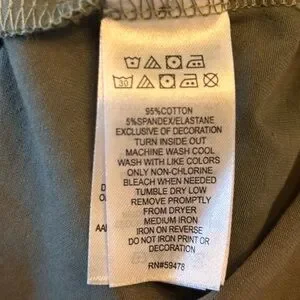 30
95%COTTON
5%SPANDEX/ELASTANE
EXCLUSIVE OF DECORATION
TURN INSIDE OUT
MACHINE WASH COOL
WASH WITH LIKE COLORS
ONLY NON-CHLORINE
BLEACH WHEN NEEDED
TUMBLE DRY LOW
REMOVE PROMPTLY
FROM DRYER
MEDIUM IRON
IRON ON REVERSE
DO NOT IRON PRINT OR
DECORATION
RN#59478